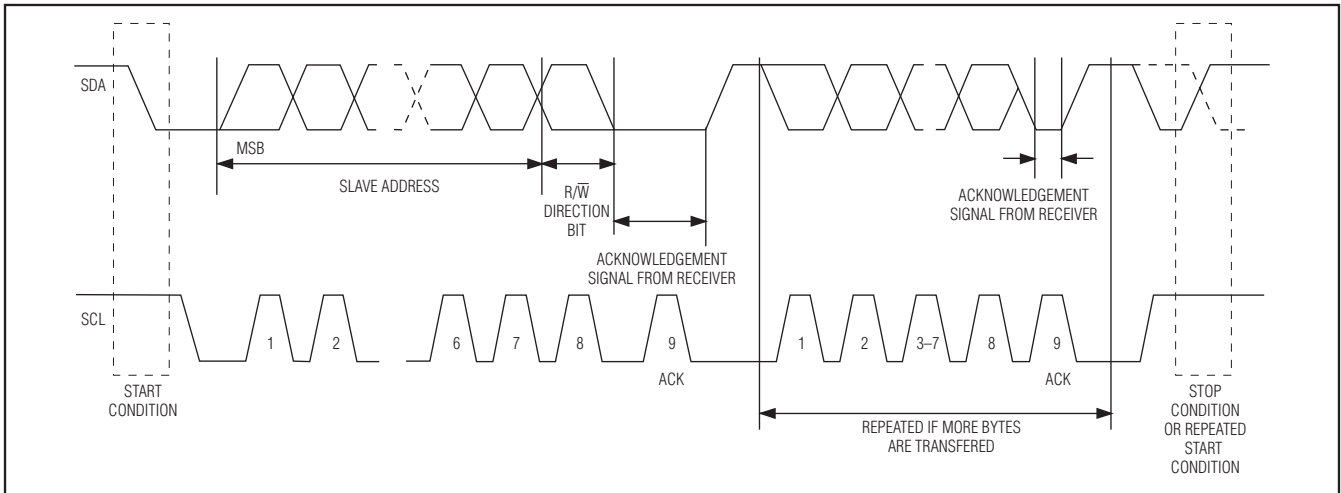 SDA
MSB
SLAVE ADDRESS
R/W̅
DIRECTION
BIT
ACKNOWLEDGEMENT
SIGNAL FROM RECEIVER
ACKNOWLEDGEMENT
SIGNAL FROM RECEIVER
SCL
1
2
6
7
8
9
ACK
1
2
3–7
8
9
ACK
START
CONDITION
REPEATED IF MORE BYTES
ARE TRANSFERED
STOP
CONDITION
OR REPEATED
START
CONDITION